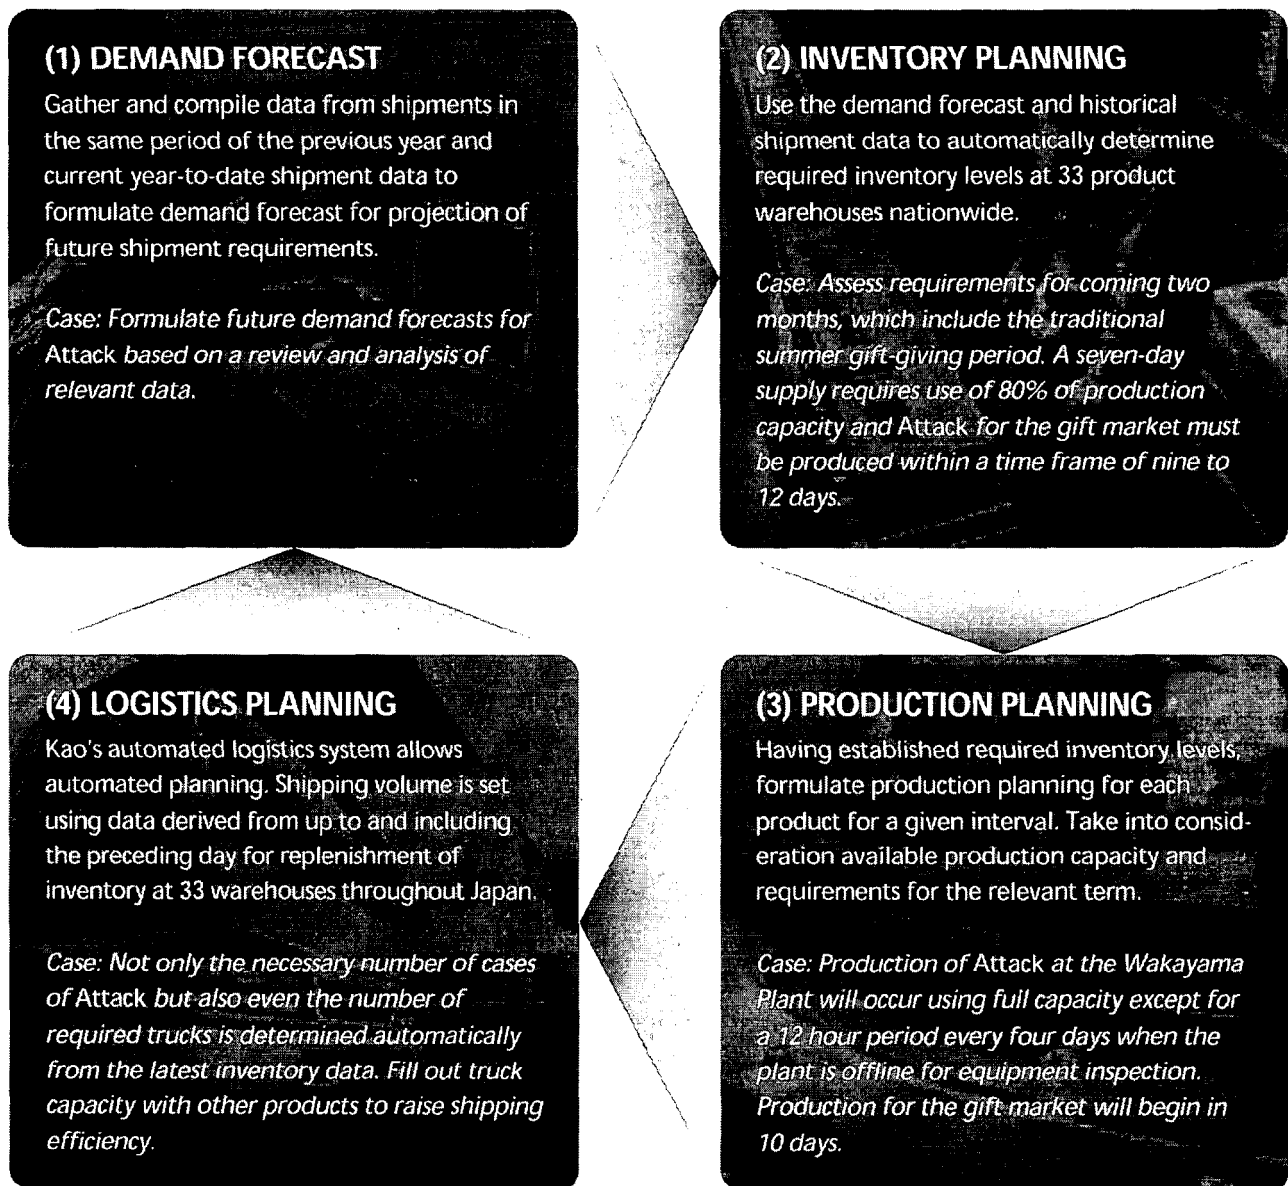 (1) DEMAND FORECAST
Gather and compile data from shipments in
the same period of the previous year and
current year-to-date shipment data to
formulate demand forecast for projection of
future shipment requirements.
Case: Formulate future demand forecasts for
Attack based on a review and analysis of
relevant data.
(2) INVENTORY PLANNING
Use the demand forecast and historical
shipment data to automatically determine
required inventory levels at 33 product
warehouses nationwide.
Case: Assess requirements for coming two
months, which include the traditional
summer gift-giving period. A seven-day
supply requires use of 80% of production
capacity and Attack for the gift market must
be produced within a time frame of nine to
12 days.
(3) PRODUCTION PLANNING
Having established required inventory levels,
formulate production planning for each
product for a given interval. Take into consid-
eration available production capacity and
requirements for the relevant term.
Case: Production of Attack at the Wakayama
Plant will occur using full capacity except for
a 12 hour period every four days when the
plant is offline for equipment inspection.
Production for the gift market will begin in
10 days.
(4) LOGISTICS PLANNING
Kao's automated logistics system allows
automated planning. Shipping volume is set
using data derived from up to and including
the preceding day for replenishment of
inventory at 33 warehouses throughout Japan.
Case: Not only the necessary number of cases
of Attack but also even the number of
required trucks is determined automatically
from the latest inventory data. Fill out truck
capacity with other products to raise shipping
efficiency.